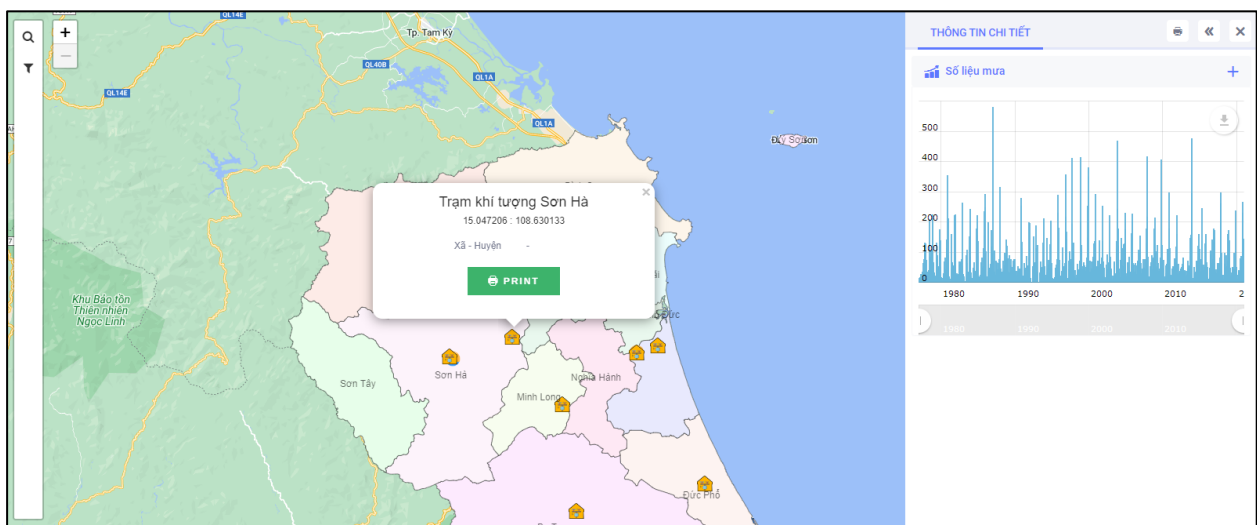 QL14E
Tp. Tam Kỳ
QL40B
QL1A
QL14E
QL1A
Khu Bảo tồn
Thiên nhiên
Ngọc Linh
Trạm khí tượng Sơn Hà
15.047206 : 108.630133
Xã - Huyện -
PRINT
×
Sơn Tây
Sơn Hà
Minh Long
Nghĩa Hành
Đức Phổ
+
−
THÔNG TIN CHI TIẾT
Số liệu mưa
+
500
400
300
200
100
0
1980
1990
2000
2010
2
1980
1990
2000
2010